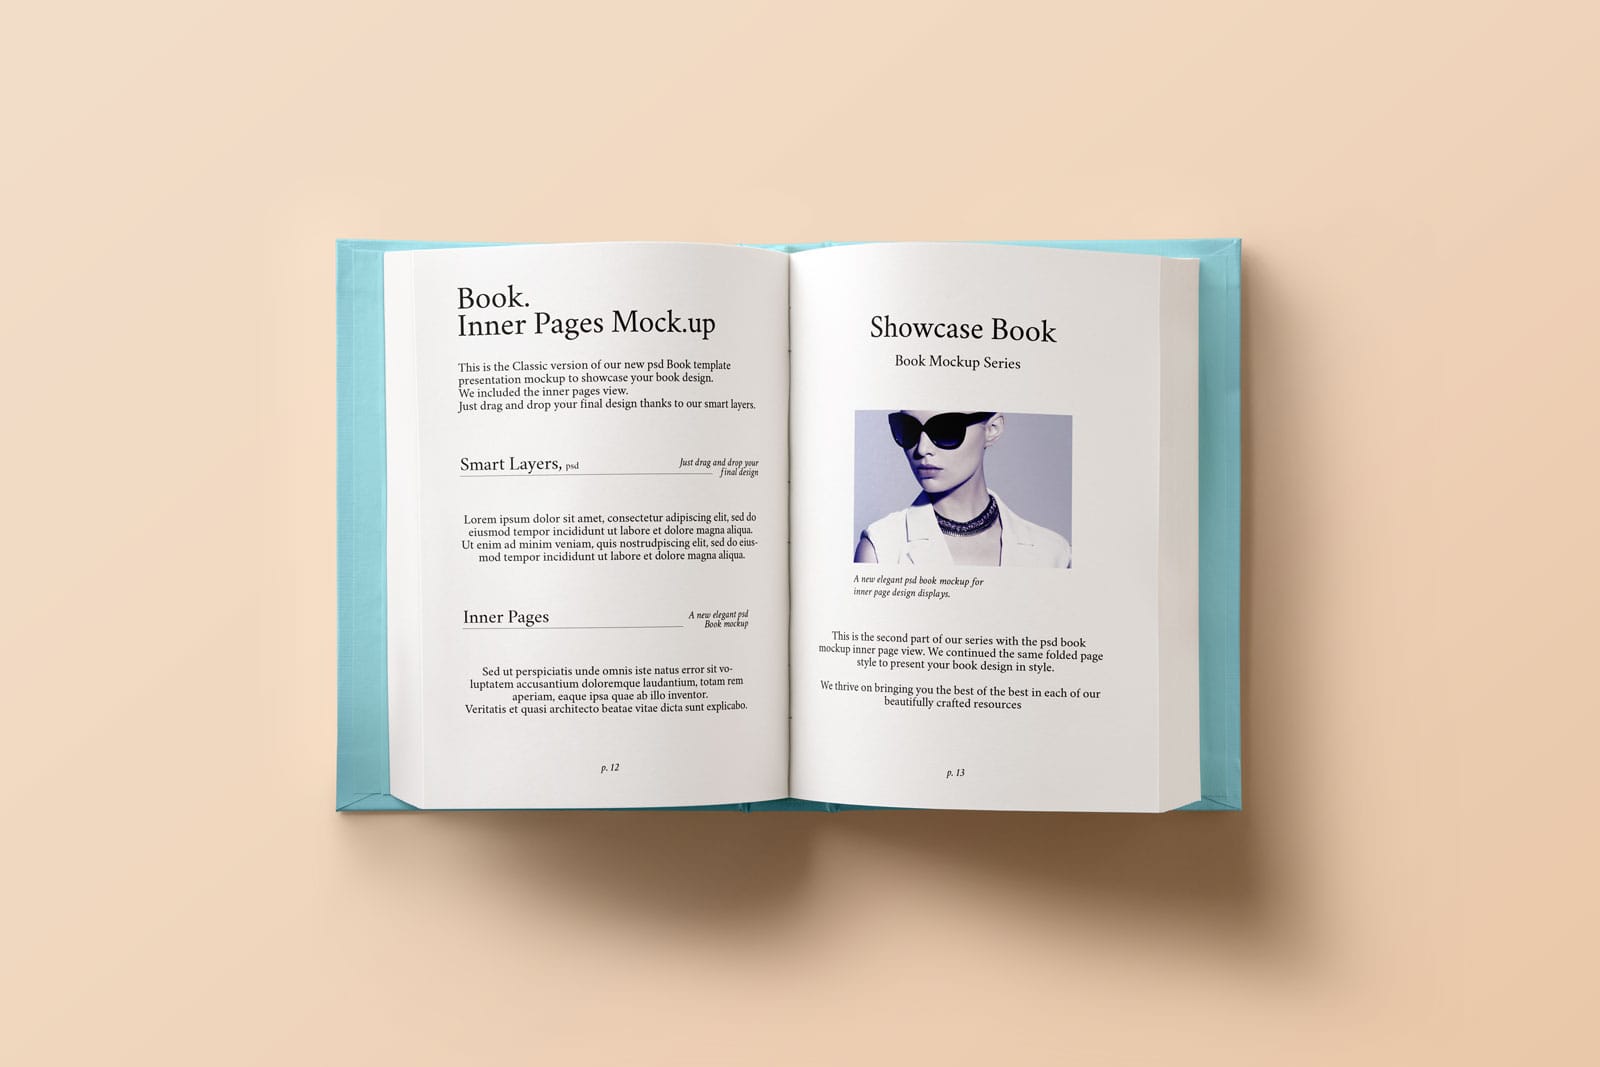 Book.
Inner Pages Mock.up
This is the Classic version of our new psd Book template
presentation mockup to showcase your book design.
We included the inner pages view.
Just drag and drop your final design thanks to our smart layers.
Smart Layers, psd
Just drag and drop your
final design
Lorem ipsum dolor sit amet, consectetur adipiscing elit, sed do
eiusmod tempor incididunt ut labore et dolore magna aliqua.
Ut enim ad minim veniam, quis nostrudpiscing elit, sed do eius-
mod tempor incididunt ut labore et dolore magna aliqua.
Inner Pages
A new elegant psd
Book mockup
Sed ut perspiciatis unde omnis iste natus error sit vo-
luptatem accusantium doloremque laudantium, totam rem
aperiam, eaque ipsa quae ab illo inventor.
Veritatis et quasi architecto beatae vitae dicta sunt explicabo.
p. 12
Showcase Book
Book Mockup Series
A new elegant psd book mockup for
inner page design displays.
This is the second part of our series with the psd book
mockup inner page view. We continued the same folded page
style to present your book design in style.
We thrive on bringing you the best of the best in each of our
beautifully crafted resources
p. 13